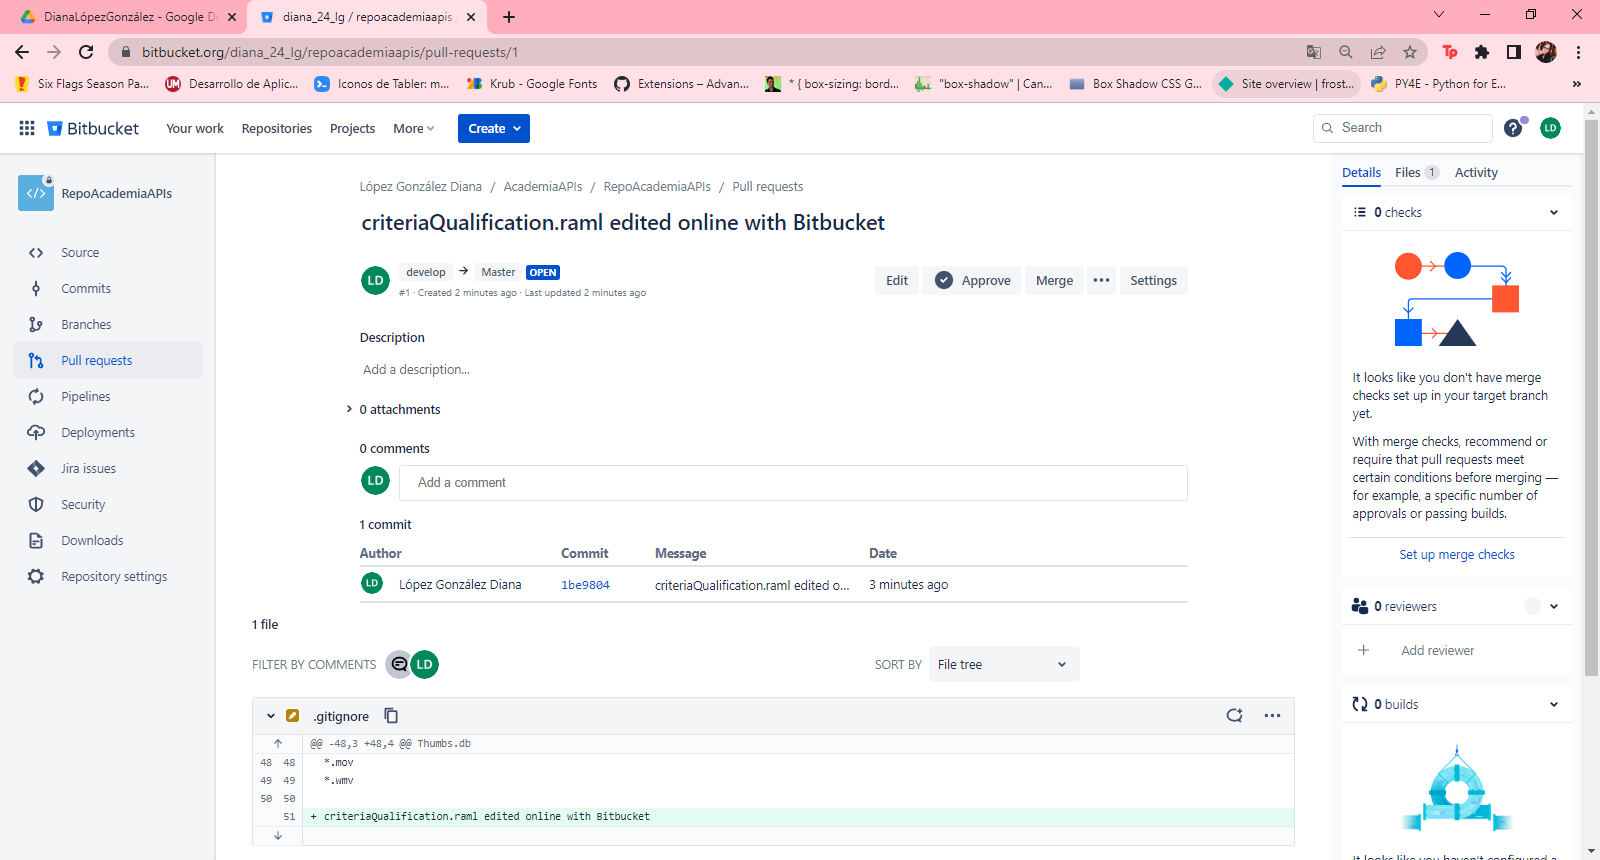 DianaLópezGonzález - Google D
diana_24_lg / repoacademiaapis
bitbucket.org/diana_24_lg/repoacademiaapis/pull-requests/1
Six Flags Season Pa...
Desarrollo de Aplic...
Iconos de Tabler: m...
Krub - Google Fonts
Extensions – Advan...
* { box-sizing: bord...
"box-shadow" | Can...
Box Shadow CSS G...
Site overview | frost...
PY4E - Python for E...
»
Bitbucket
Your work
Repositories
Projects
More
Create
Search
LD
RepoAcademiaAPIs
Source
Commits
Branches
Pull requests
Pipelines
Deployments
Jira issues
Security
Downloads
Repository settings
López González Diana / AcademiaAPIs / RepoAcademiaAPIs / Pull requests
criteriaQualification.raml edited online with Bitbucket
LD
develop → Master OPEN
#1 · Created 2 minutes ago · Last updated 2 minutes ago
Edit
Approve
Merge
Settings
Description
Add a description...
0 attachments
0 comments
LD
Add a comment
1 commit
Author Commit Message Date
LD López González Diana 1be9804 criteriaQualification.raml edited o... 3 minutes ago
1 file
FILTER BY COMMENTS LD
SORT BY File tree
.gitignore
@@ -48,3 +48,4 @@ Thumbs.db
48 48 *.mov
49 49 *.wmv
50 50
51 + criteriaQualification.raml edited online with Bitbucket
Details
Files 1
Activity
0 checks
It looks like you don't have merge
checks set up in your target branch
yet.
With merge checks, recommend or
require that pull requests meet
certain conditions before merging —
for example, a specific number of
approvals or passing builds.
Set up merge checks
0 reviewers
Add reviewer
0 builds
It looks like you haven't configured a